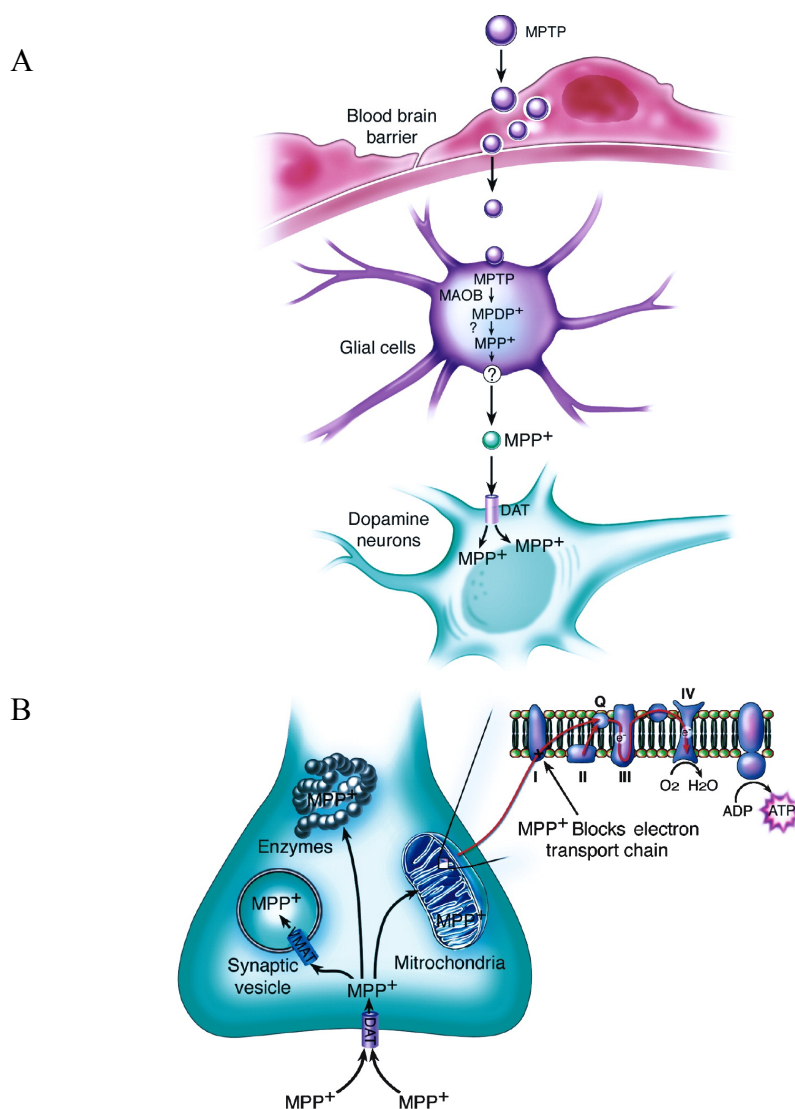 A
MPTP
Blood brain
barrier
MPTP
MAOB
MPDP+
?
MPP+
Glial cells
?
MPP+
DAT
Dopamine
neurons
MPP+ MPP+
B
Q
IV
e-
e-
I
II
III
O2 H2O
ADP
ATP
MPP+ Blocks electron
transport chain
MPP+
Enzymes
MPP+
VMAT
Synaptic
vesicle
MPP+
Mitrochondria
MPP+
DAT
MPP+ MPP+